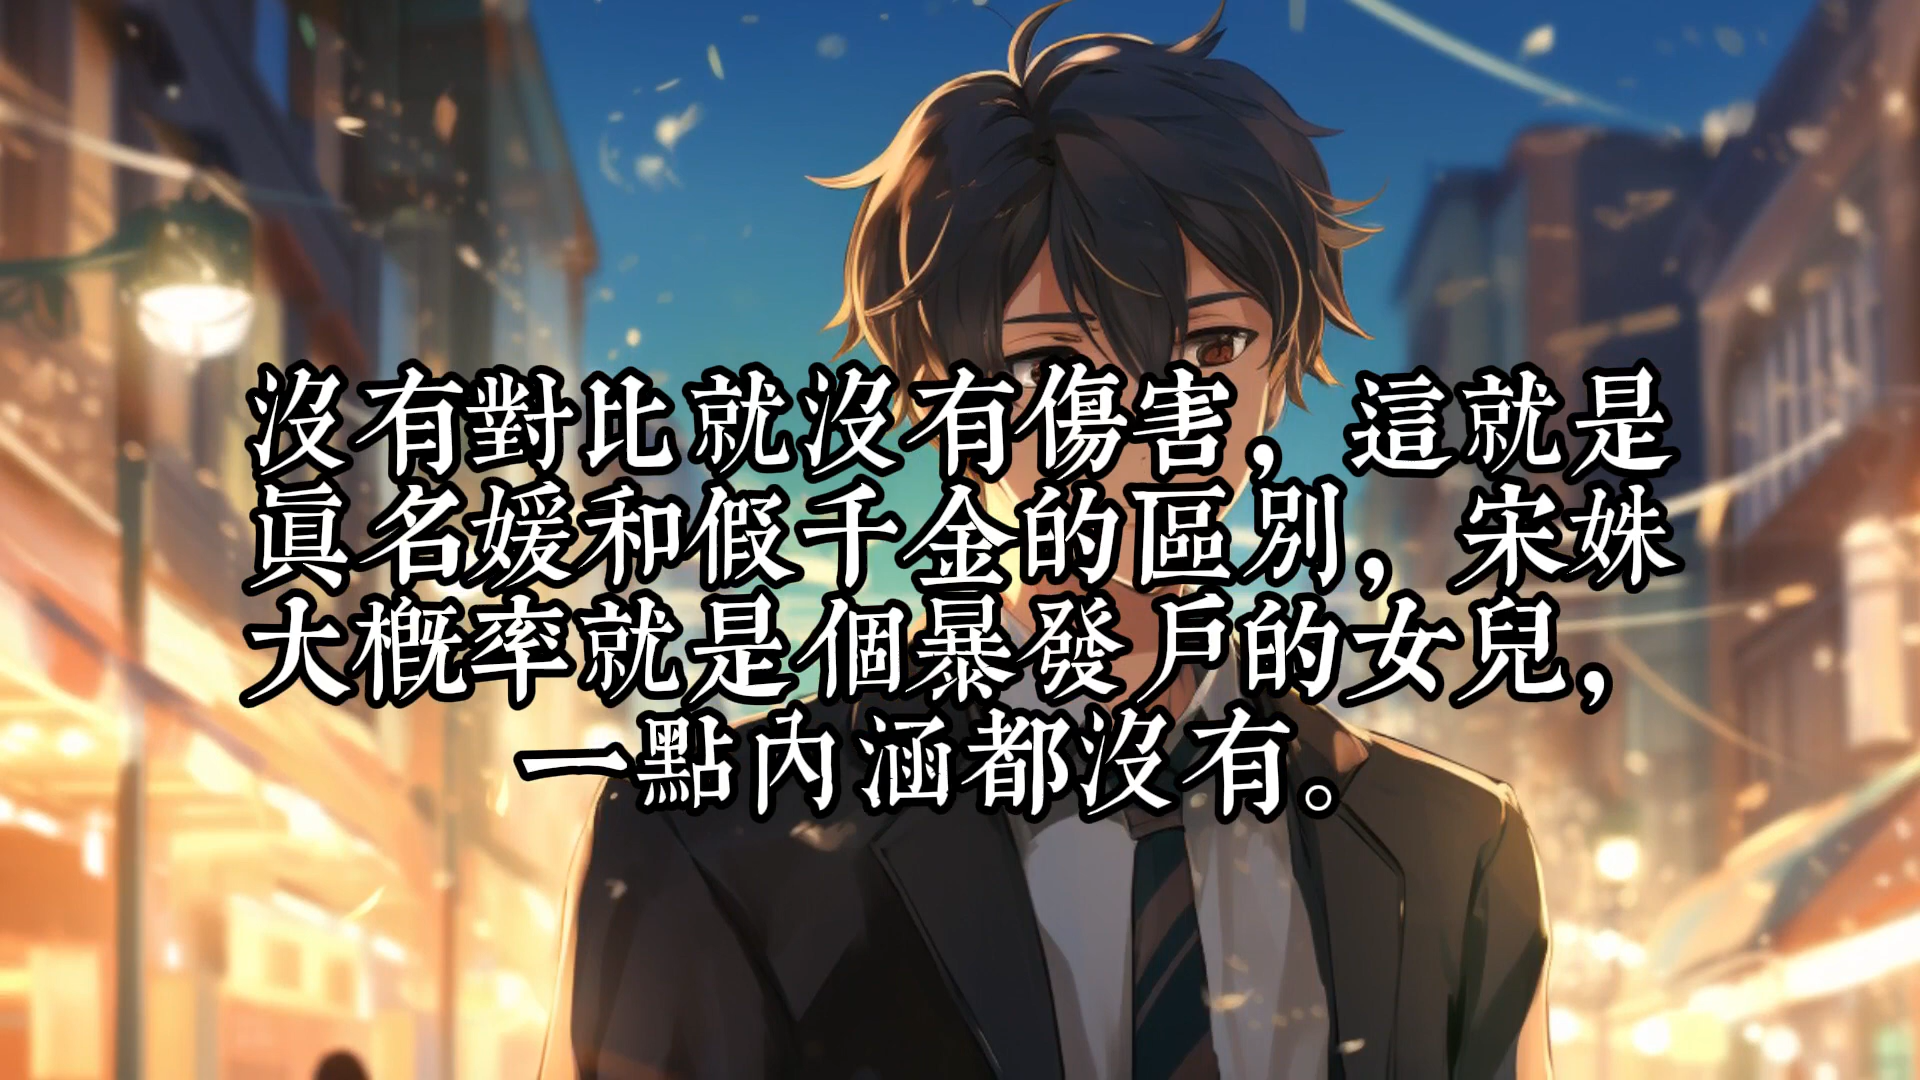 沒有對比就沒有傷害，這就是
眞名媛和假千金的區別，宋姝
大概率就是個暴發戶的女兒，
一點內涵都沒有。